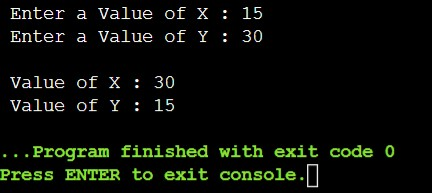 Enter a Value of X : 15
Enter a Value of Y : 30
Value of X : 30
Value of Y : 15
...Program finished with exit code 0
Press ENTER to exit console.